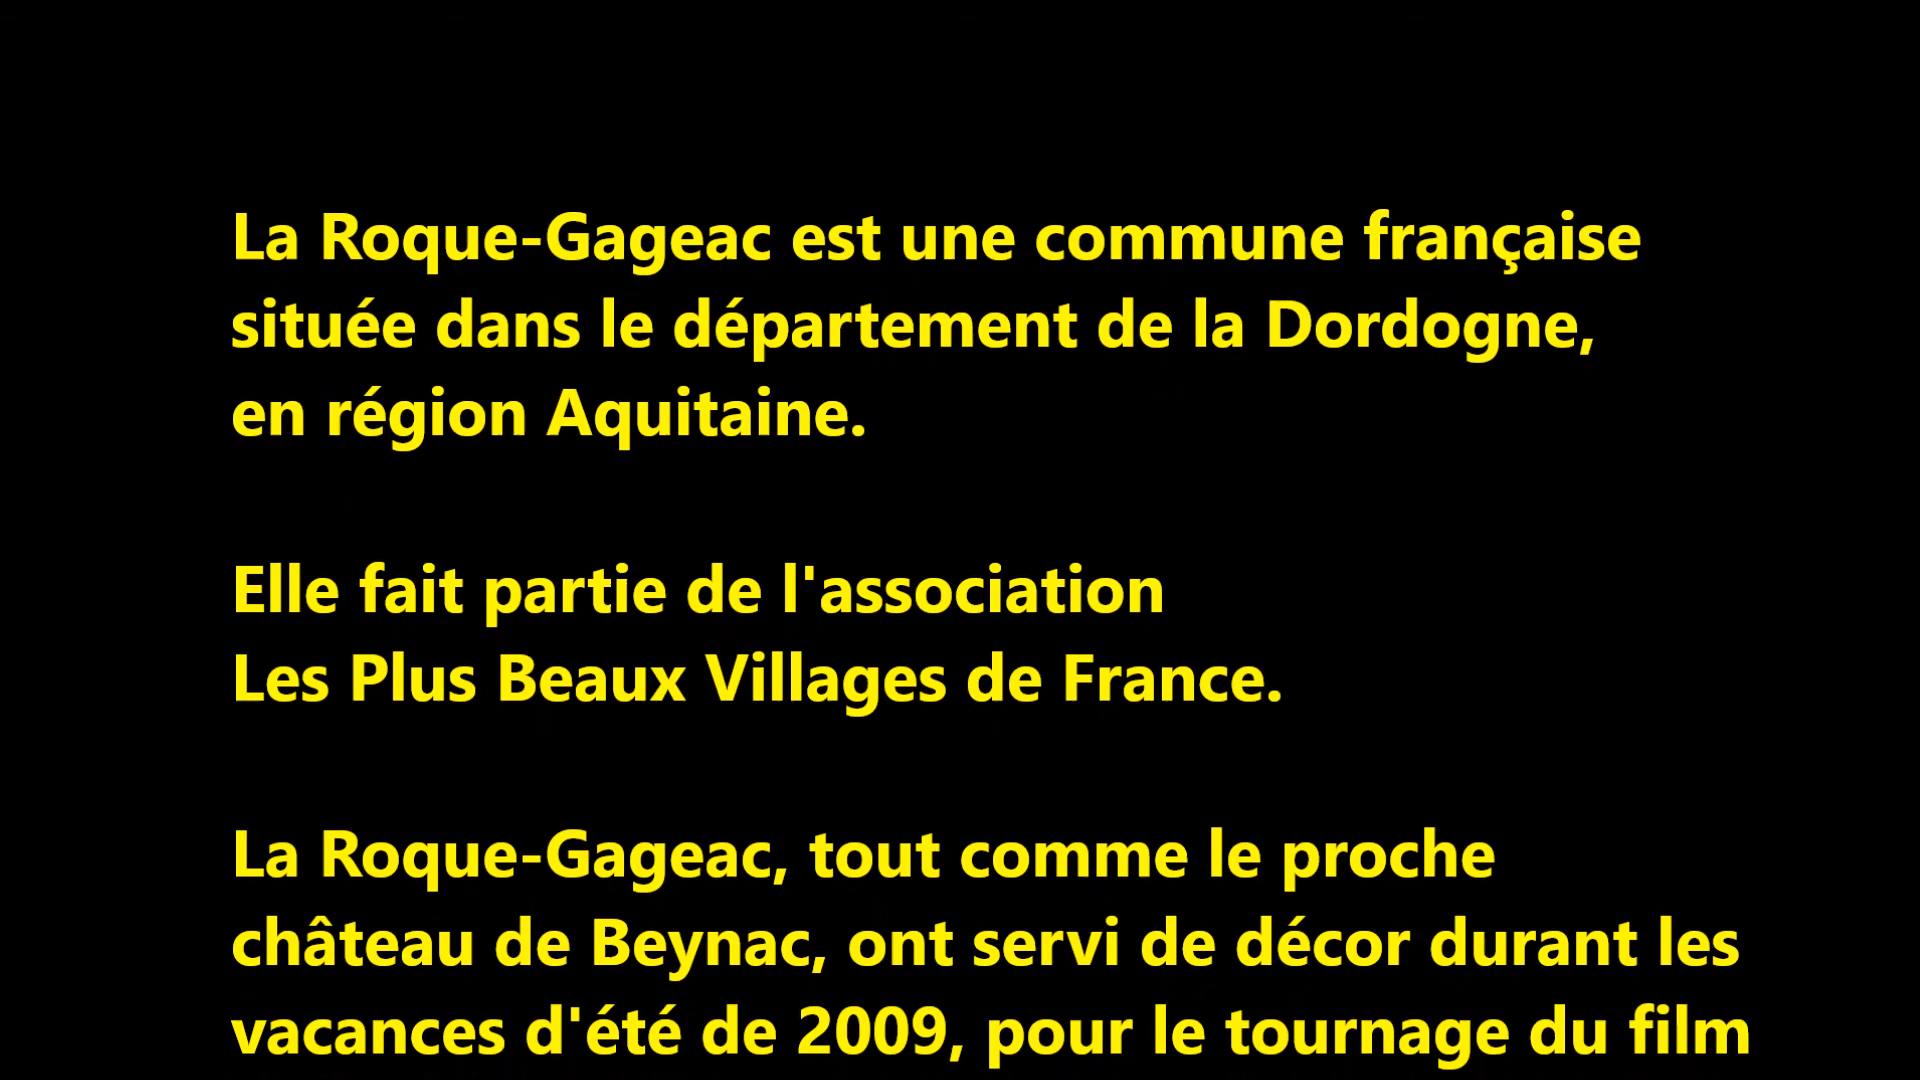 La Roque-Gageac est une commune française
située dans le département de la Dordogne,
en région Aquitaine.
Elle fait partie de l'association
Les Plus Beaux Villages de France.
La Roque-Gageac, tout comme le proche
château de Beynac, ont servi de décor durant les
vacances d'été de 2009, pour le tournage du film